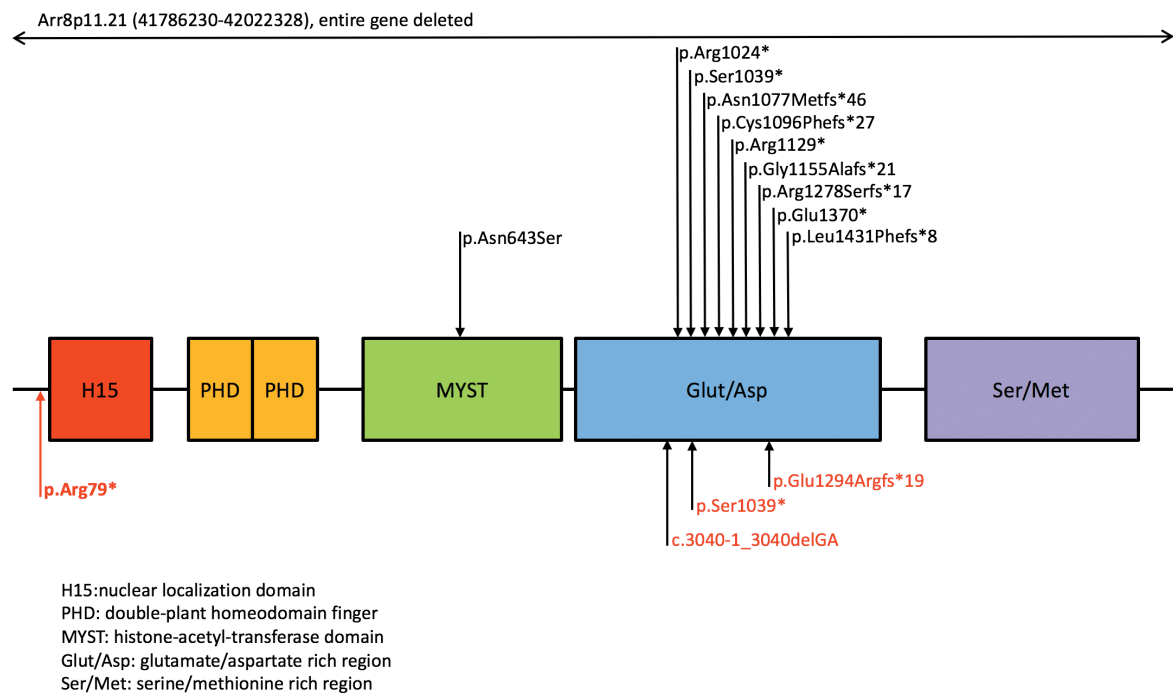 Arr8p11.21 (41786230-42022328), entire gene deleted
p.Arg1024*
p.Ser1039*
p.Asn1077Metfs*46
p.Cys1096Phefs*27
p.Arg1129*
p.Gly1155Alafs*21
p.Arg1278Serfs*17
p.Glu1370*
p.Leu1431Phefs*8
p.Asn643Ser
H15
PHD
PHD
MYST
Glut/Asp
Ser/Met
p.Arg79*
p.Glu1294Argfs*19
p.Ser1039*
c.3040-1_3040delGA
H15:nuclear localization domain
PHD: double-plant homeodomain finger
MYST: histone-acetyl-transferase domain
Glut/Asp: glutamate/aspartate rich region
Ser/Met: serine/methionine rich region